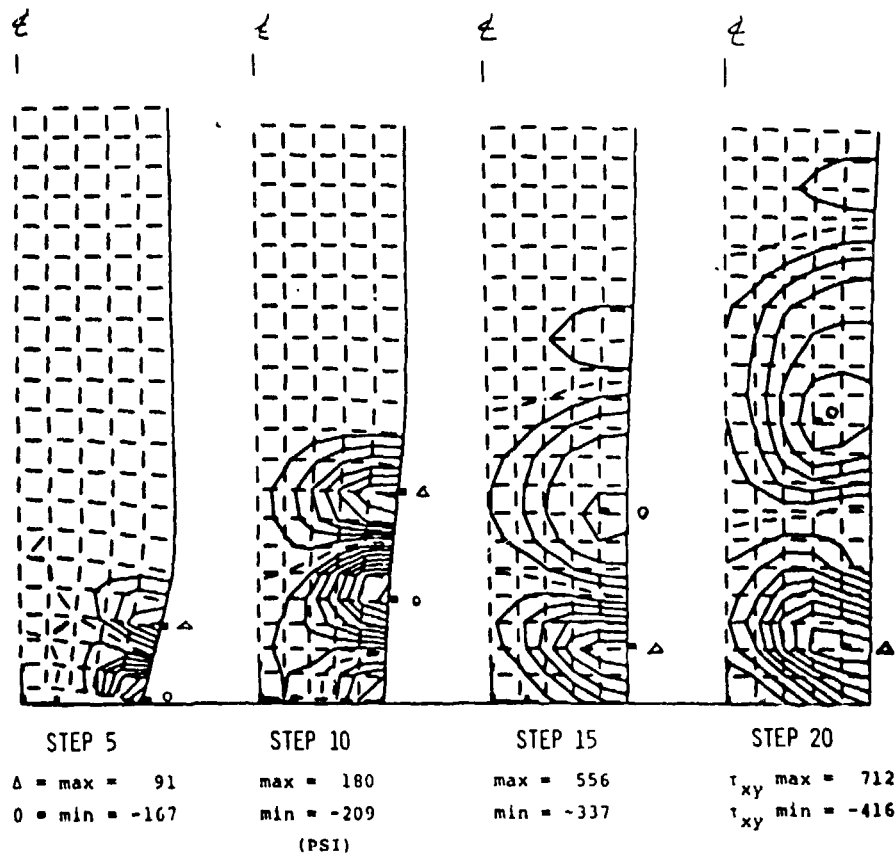 ℄ ℄ ℄ ℄
Δ
O
Δ
O
O
Δ
O
Δ
STEP 5 STEP 10 STEP 15 STEP 20
Δ = max = 91 max = 180 max = 556 τxy max = 712
O = min = -167 min = -209 min = -337 τxy min = -416
(PSI)